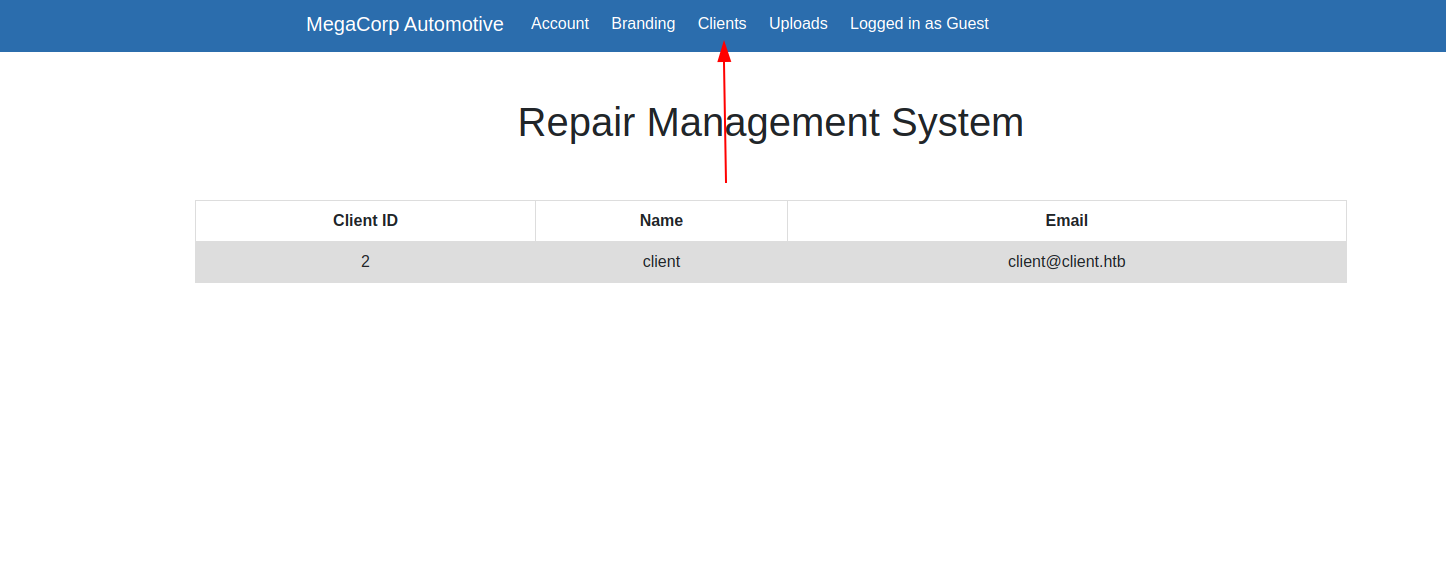 MegaCorp Automotive Account Branding Clients Uploads Logged in as Guest
Repair Management System
Client ID Name Email
2 client client@client.htb